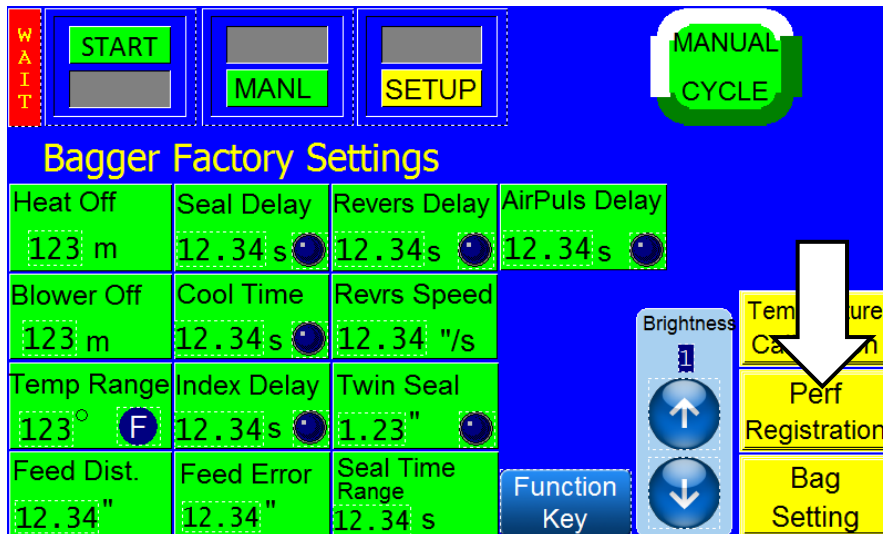 WAIT
START
MANL
SETUP
MANUAL
CYCLE
Bagger Factory Settings
Heat Off
123 m
Seal Delay
12.34 s
Revers Delay
12.34 s
AirPuls Delay
12.34 s
Blower Off
123 m
Cool Time
12.34 s
Revrs Speed
12.34 "/s
Temp Range
123° F
Index Delay
12.34 s
Twin Seal
1.23"
Feed Dist.
12.34"
Feed Error
12.34"
Seal Time
Range
12.34 s
Function
Key
Brightness
1
Perf
Registration
Bag
Setting